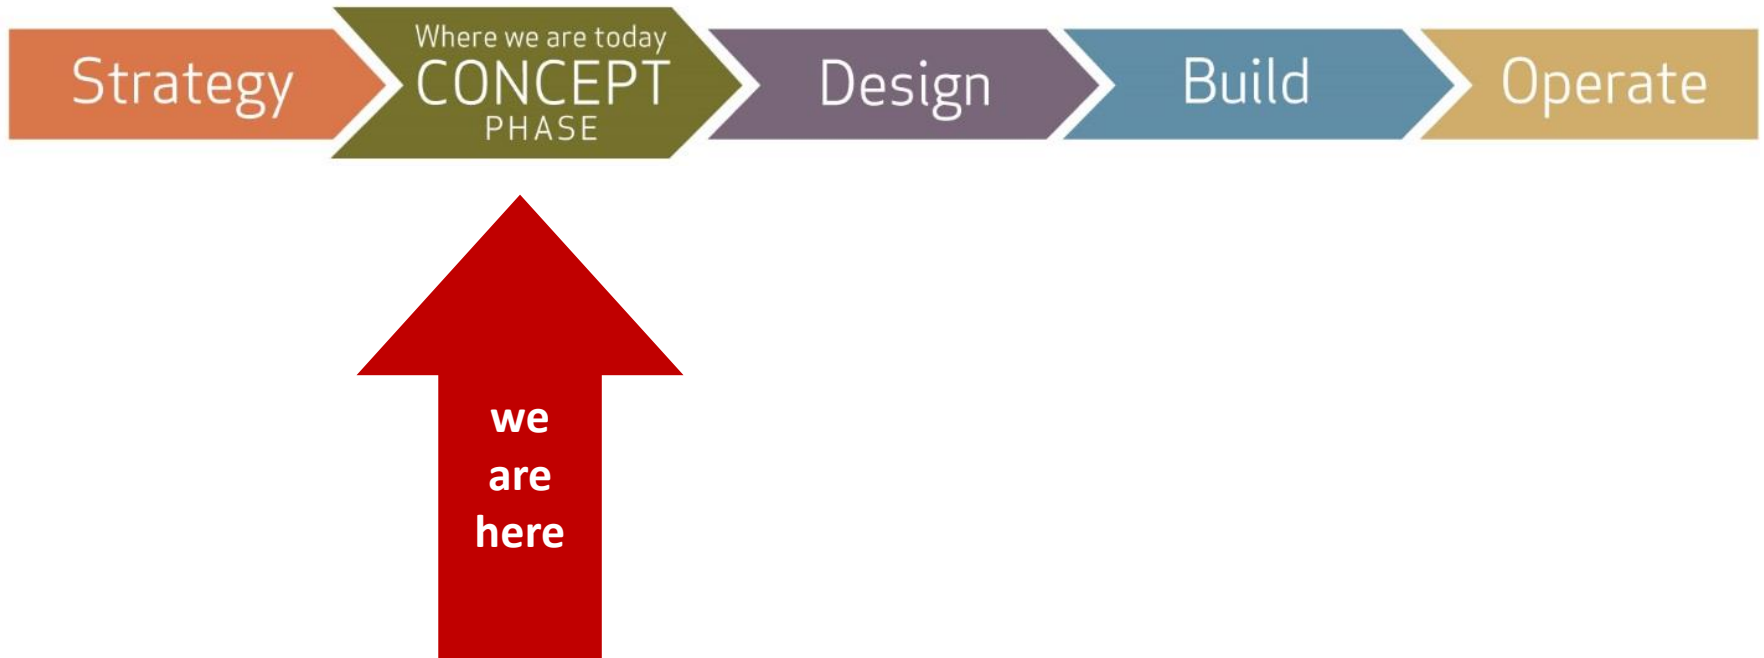 Strategy
Where we are today
CONCEPT
PHASE
Design
Build
Operate
we
are
here